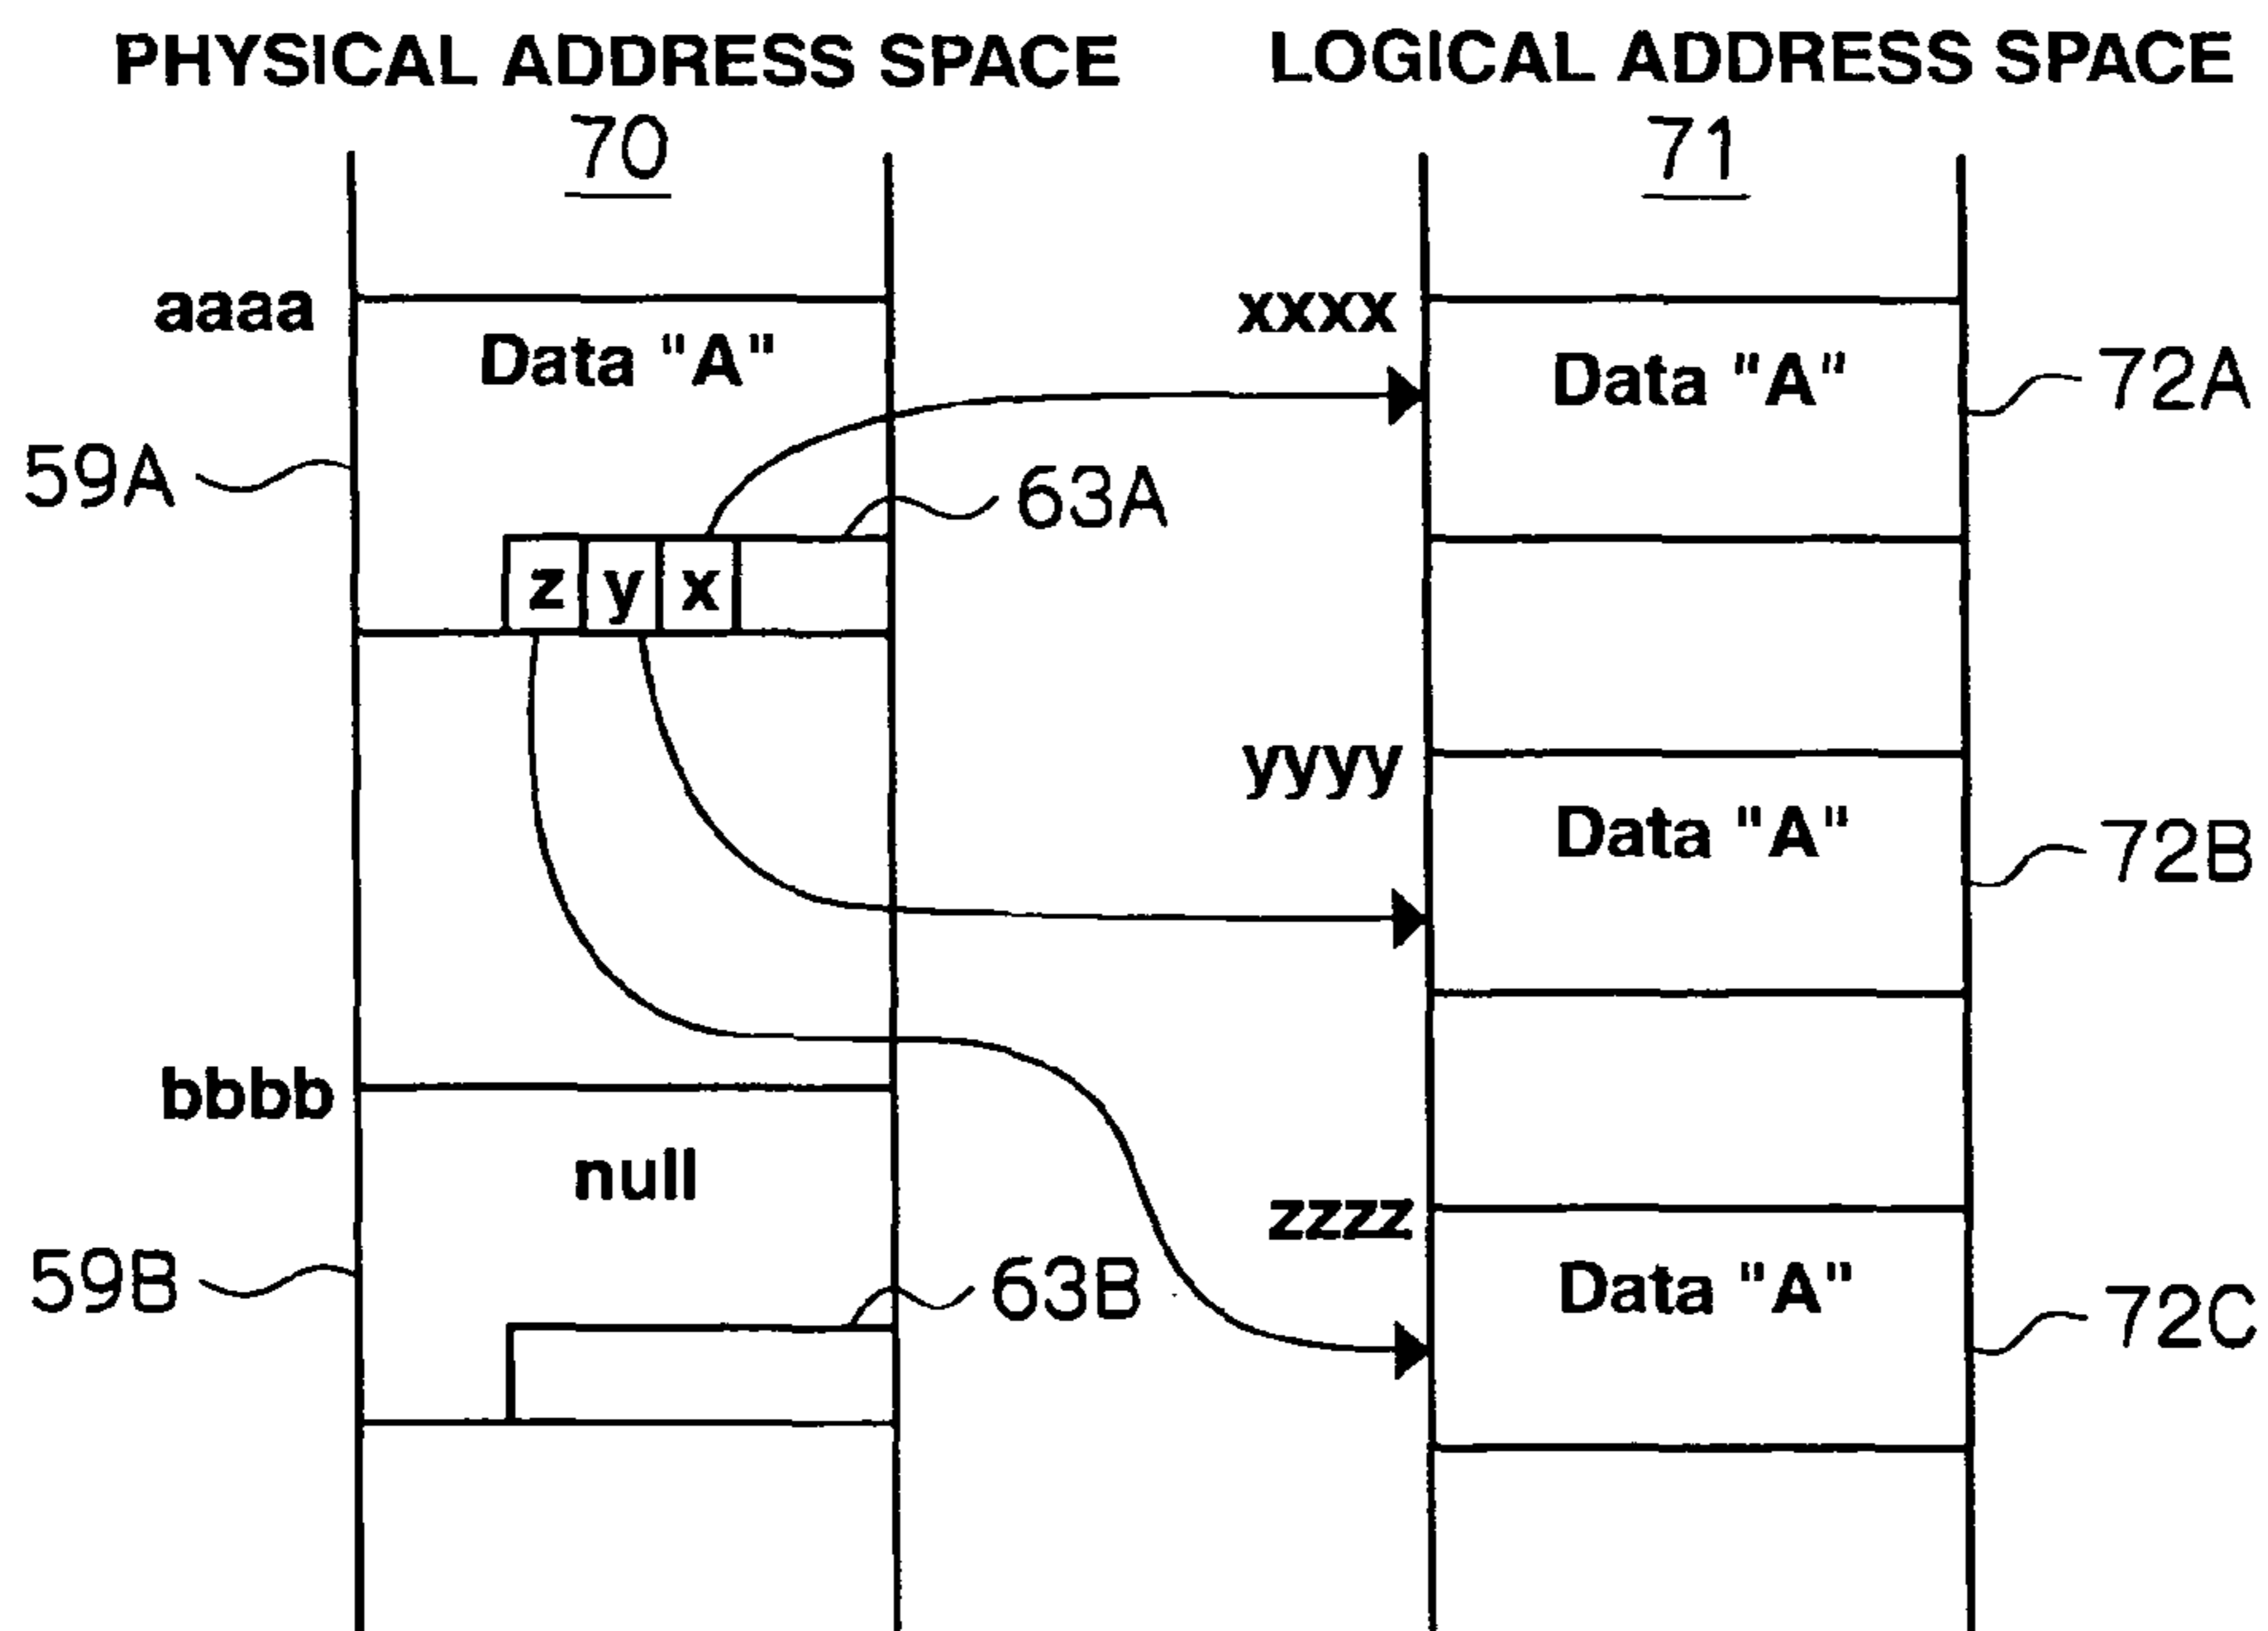 PHYSICAL ADDRESS SPACE
70
LOGICAL ADDRESS SPACE
71
aaaa
Data "A"
59A
63A
z y x
bbbb
null
59B
63B
xxxx
Data "A"
72A
yyyy
Data "A"
72B
zzzz
Data "A"
72C